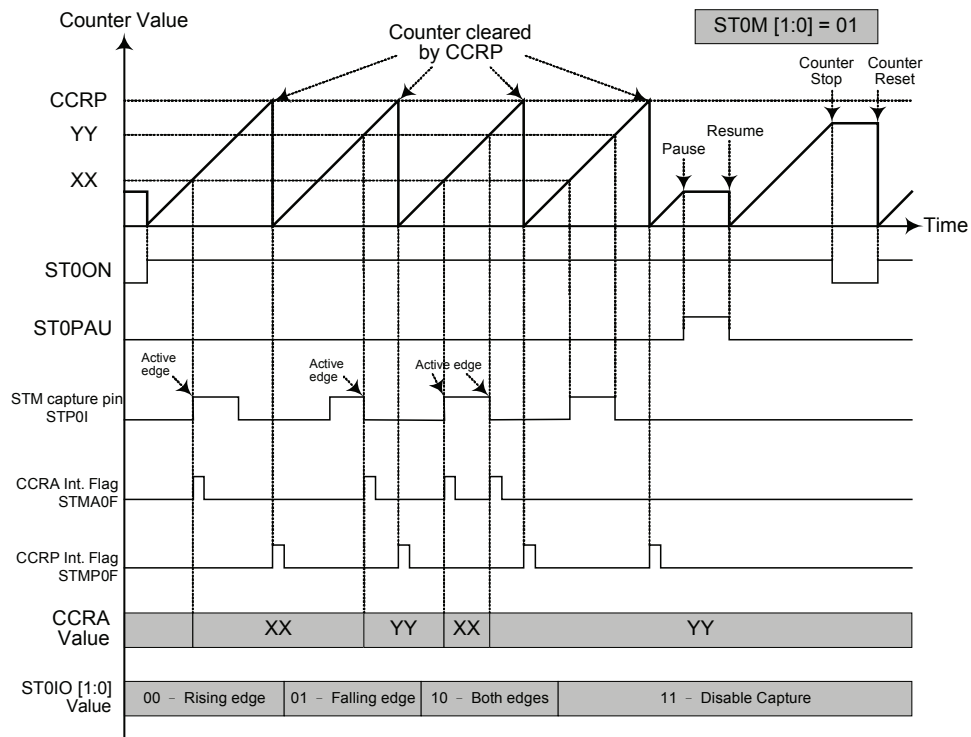 Counter Value
ST0M [1:0] = 01
Counter cleared
by CCRP
Counter
Stop
Counter
Reset
CCRP
YY
XX
Pause
Resume
Time
ST0ON
ST0PAU
Active
edge
Active
edge
Active edge
STM capture pin
STP0I
CCRA Int. Flag
STMA0F
CCRP Int. Flag
STMP0F
CCRA
Value
XX
YY
XX
YY
ST0IO [1:0]
Value
00 – Rising edge
01 – Falling edge
10 – Both edges
11 – Disable Capture